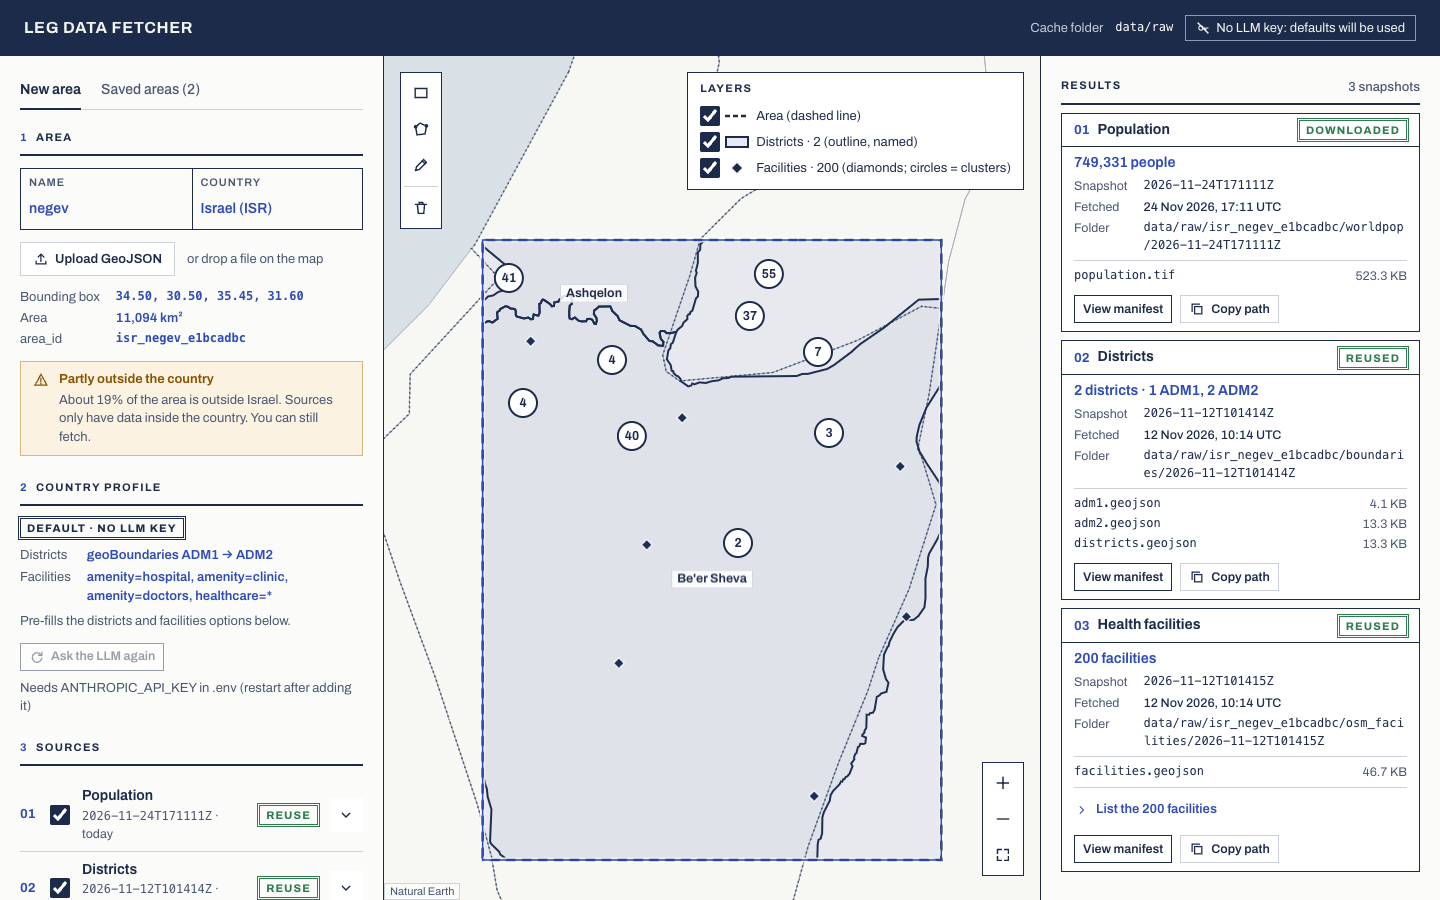 LEG DATA FETCHER
Cache folder data/raw
No LLM key: defaults will be used
New area
Saved areas (2)
1 AREA
NAME
negev
COUNTRY
Israel (ISR)
Upload GeoJSON
or drop a file on the map
Bounding box 34.50, 30.50, 35.45, 31.60
Area 11,094 km²
area_id isr_negev_e1bcadbc
Partly outside the country
About 19% of the area is outside Israel. Sources
only have data inside the country. You can still
fetch.
2 COUNTRY PROFILE
DEFAULT · NO LLM KEY
Districts geoBoundaries ADM1 → ADM2
Facilities amenity=hospital, amenity=clinic,
amenity=doctors, healthcare=*
Pre-fills the districts and facilities options below.
Ask the LLM again
Needs ANTHROPIC_API_KEY in .env (restart after adding
it)
3 SOURCES
01 Population
2026-11-24T171111Z ·
today
REUSE
02 Districts
2026-11-12T101414Z ·
REUSE
LAYERS
Area (dashed line)
Districts · 2 (outline, named)
Facilities · 200 (diamonds; circles = clusters)
41
55
Ashqelon
37
7
4
4
40
3
2
Be'er Sheva
Natural Earth
RESULTS
3 snapshots
01 Population
DOWNLOADED
749,331 people
Snapshot 2026-11-24T171111Z
Fetched 24 Nov 2026, 17:11 UTC
Folder data/raw/isr_negev_e1bcadbc/worldpop
/2026-11-24T171111Z
population.tif 523.3 KB
View manifest
Copy path
02 Districts
REUSED
2 districts · 1 ADM1, 2 ADM2
Snapshot 2026-11-12T101414Z
Fetched 12 Nov 2026, 10:14 UTC
Folder data/raw/isr_negev_e1bcadbc/boundari
es/2026-11-12T101414Z
adm1.geojson 4.1 KB
adm2.geojson 13.3 KB
districts.geojson 13.3 KB
View manifest
Copy path
03 Health facilities
REUSED
200 facilities
Snapshot 2026-11-12T101415Z
Fetched 12 Nov 2026, 10:14 UTC
Folder data/raw/isr_negev_e1bcadbc/osm_faci
lities/2026-11-12T101415Z
facilities.geojson 46.7 KB
List the 200 facilities
View manifest
Copy path